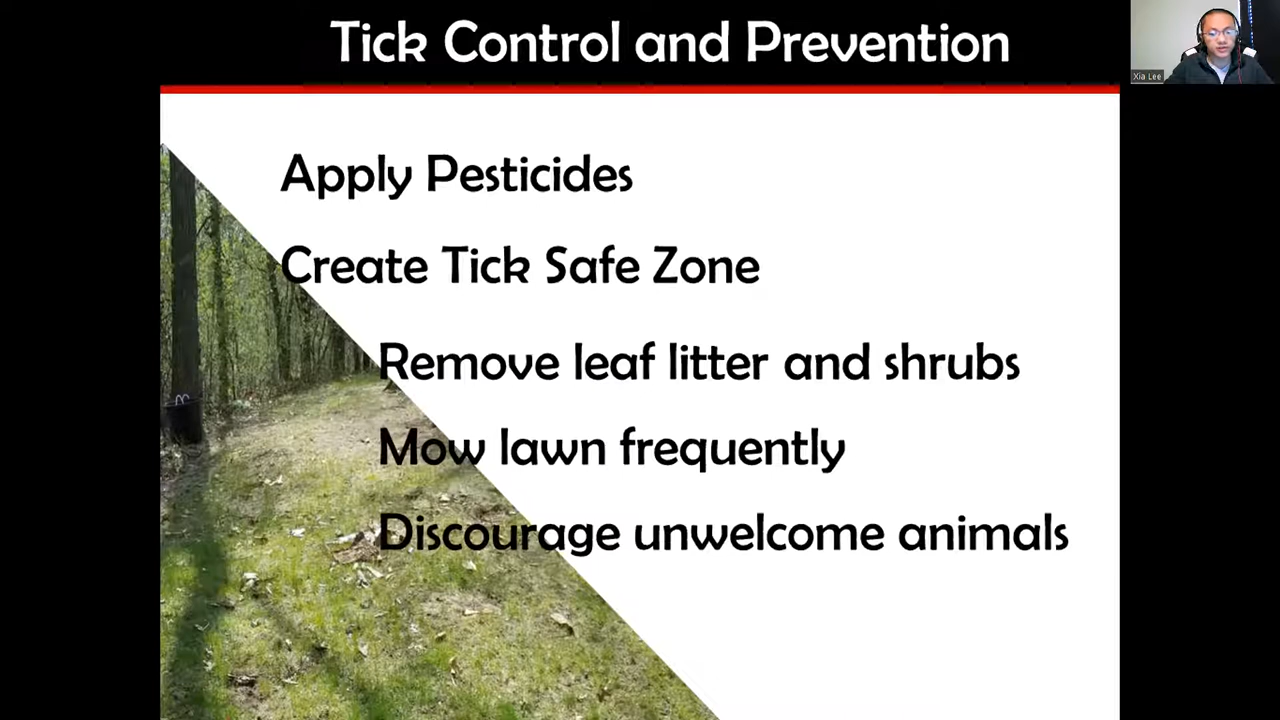 Tick Control and Prevention
Xia Lee
Apply Pesticides
Create Tick Safe Zone
Remove leaf litter and shrubs
Mow lawn frequently
Discourage unwelcome animals